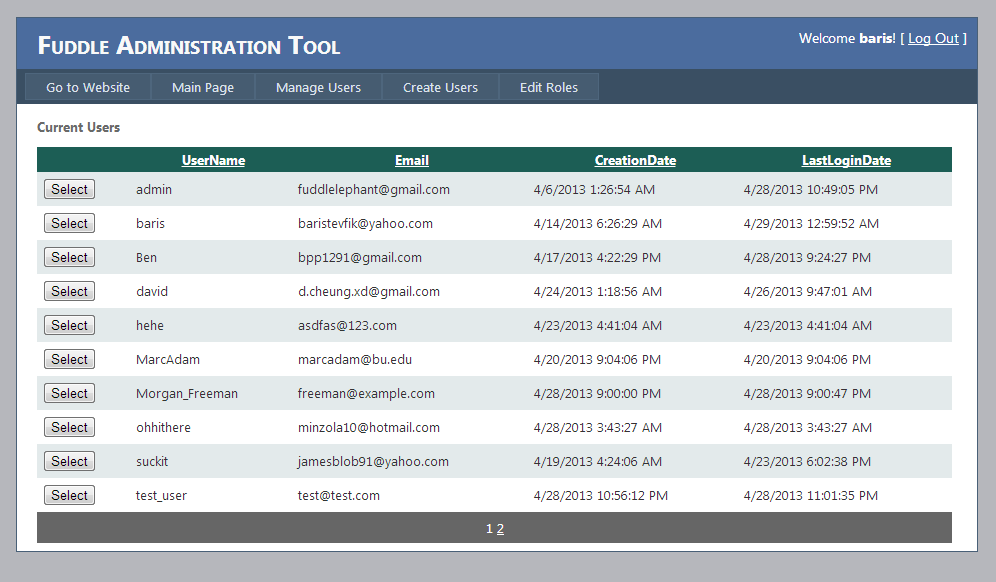 Fuddle Administration Tool
Welcome baris! [ Log Out ]
Go to Website Main Page Manage Users Create Users Edit Roles
Current Users
UserName Email CreationDate LastLoginDate
Select admin fuddlelephant@gmail.com 4/6/2013 1:26:54 AM 4/28/2013 10:49:05 PM
Select baris baristevfik@yahoo.com 4/14/2013 6:26:29 AM 4/29/2013 12:59:52 AM
Select Ben bpp1291@gmail.com 4/17/2013 4:22:29 PM 4/28/2013 9:24:27 PM
Select david d.cheung.xd@gmail.com 4/24/2013 1:18:56 AM 4/26/2013 9:47:01 AM
Select hehe asdfas@123.com 4/23/2013 4:41:04 AM 4/23/2013 4:41:04 AM
Select MarcAdam marcadam@bu.edu 4/20/2013 9:04:06 PM 4/20/2013 9:04:06 PM
Select Morgan_Freeman freeman@example.com 4/28/2013 9:00:00 PM 4/28/2013 9:00:47 PM
Select ohhithere minzola10@hotmail.com 4/28/2013 3:43:27 AM 4/28/2013 3:43:27 AM
Select suckit jamesblob91@yahoo.com 4/19/2013 4:24:06 AM 4/23/2013 6:02:38 PM
Select test_user test@test.com 4/28/2013 10:56:12 PM 4/28/2013 11:01:35 PM
1 2